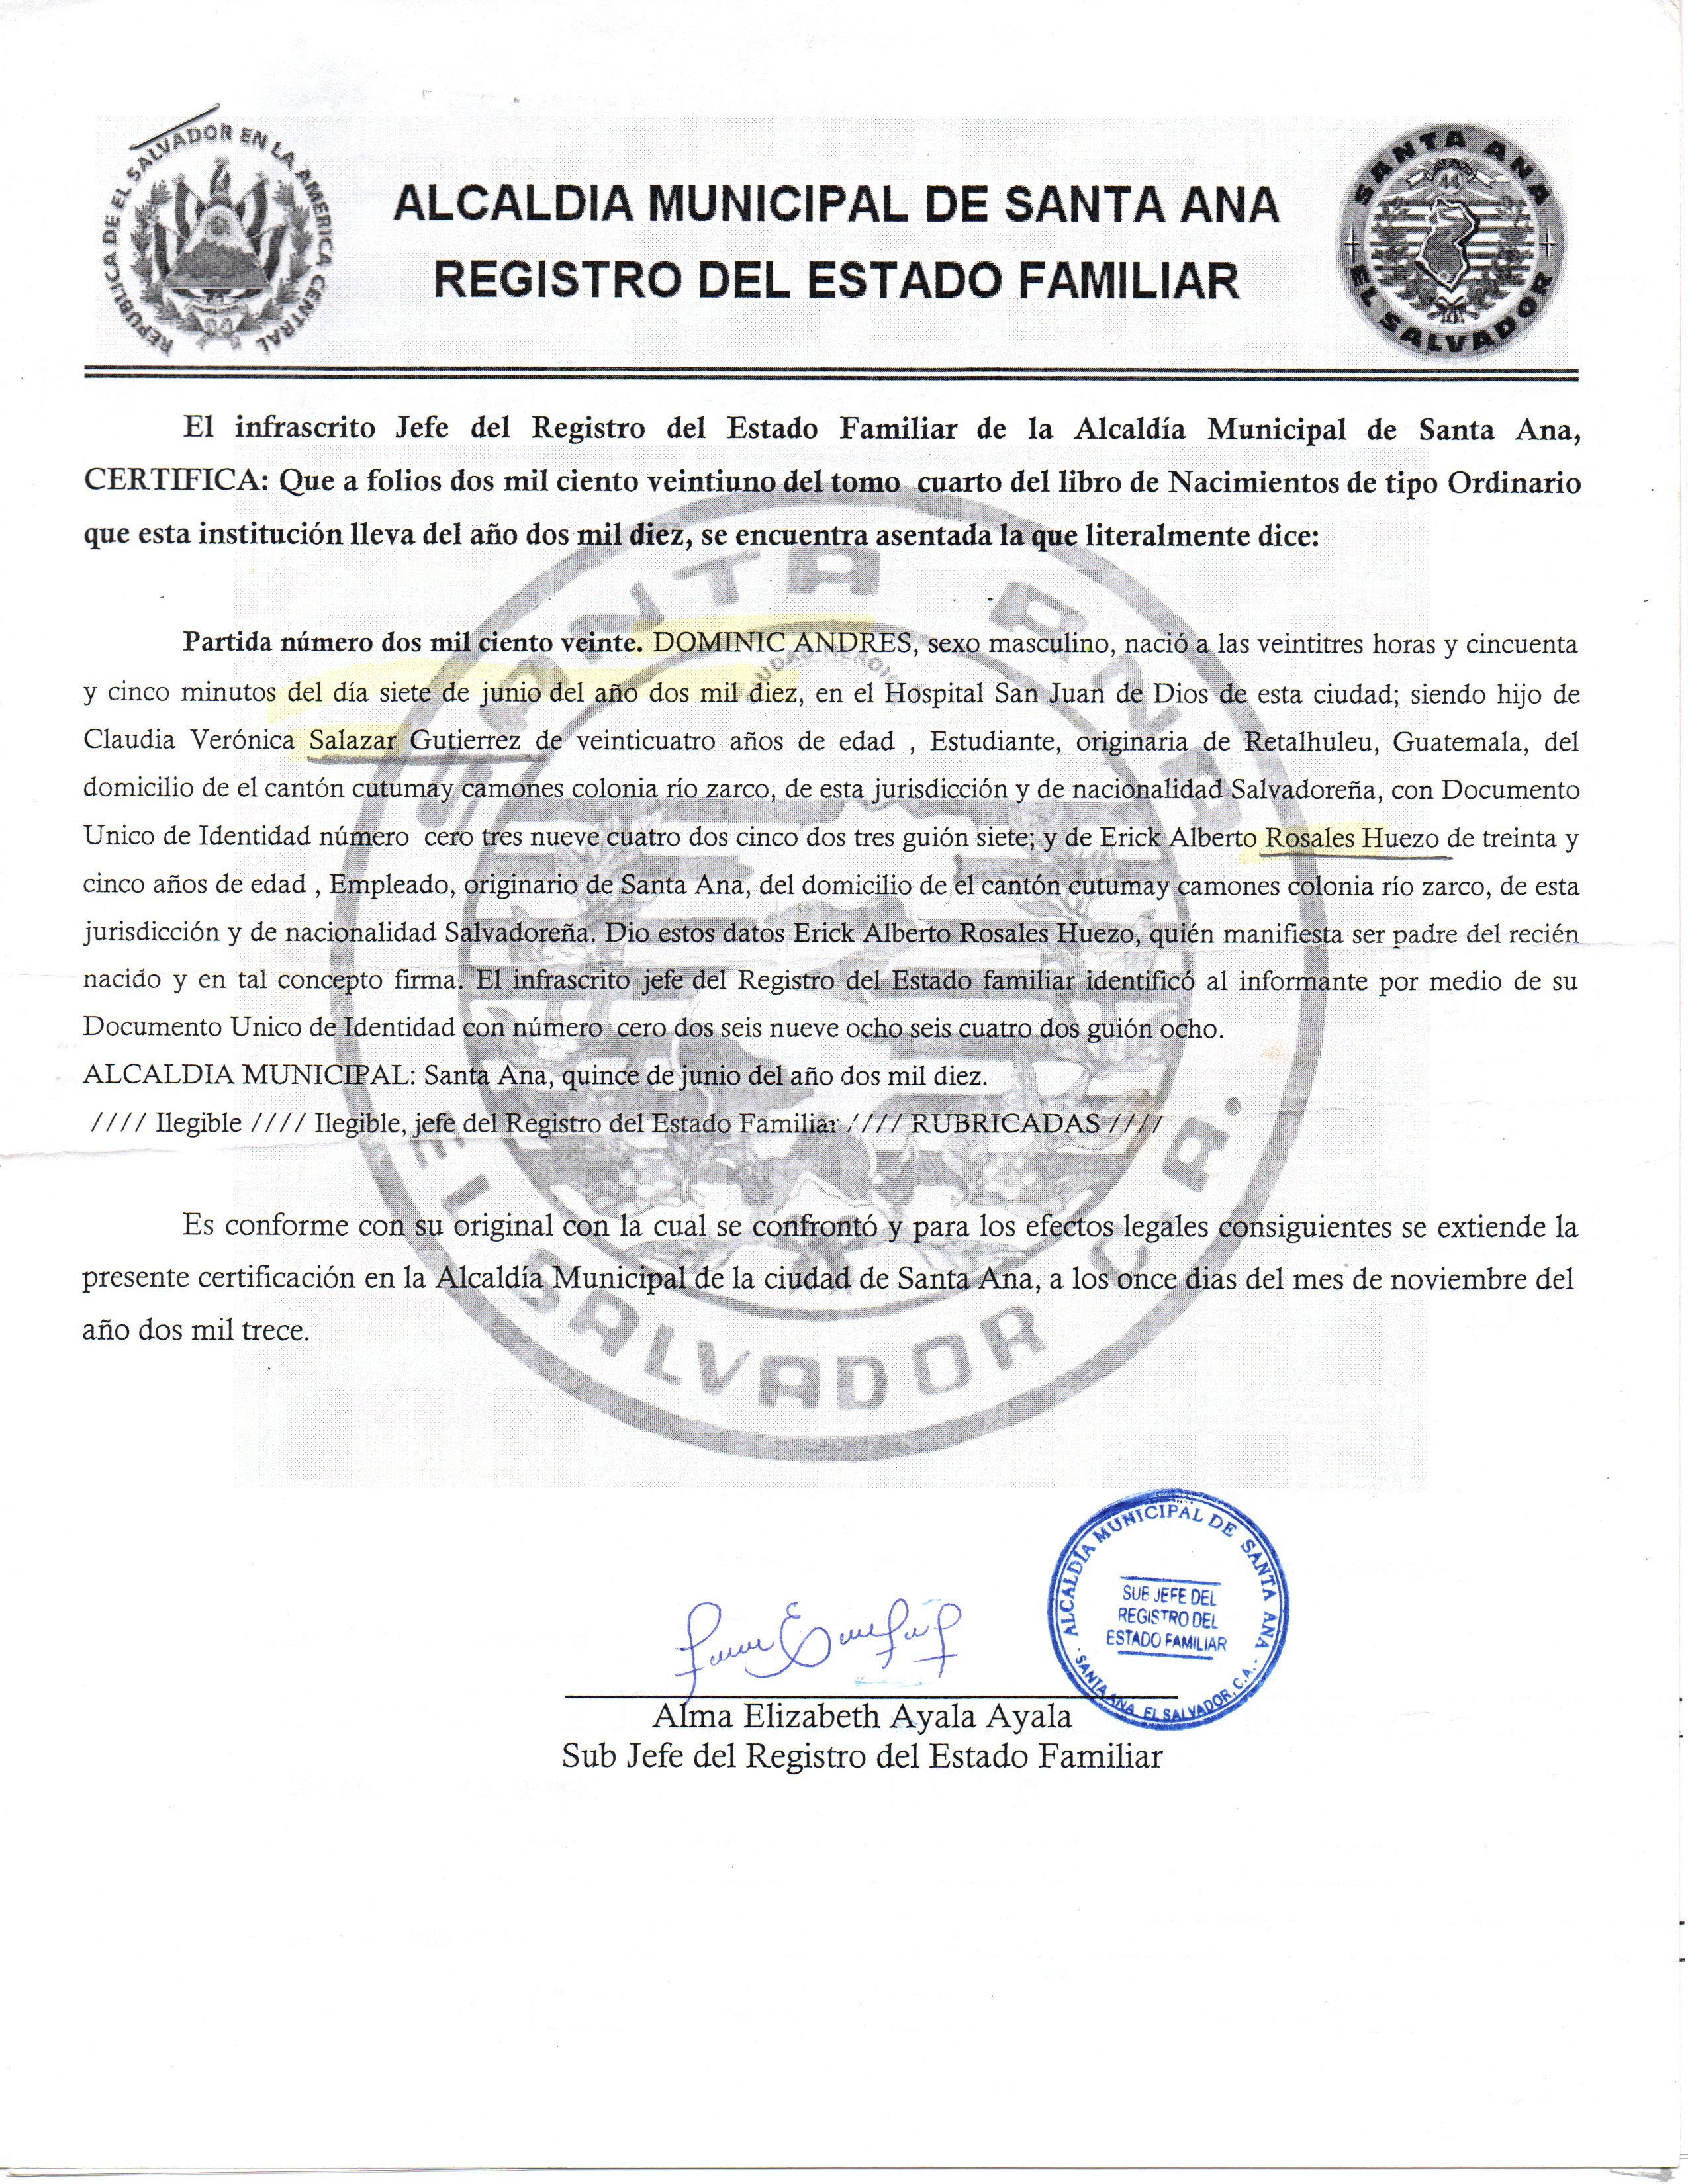 REPUBLICA DE EL SALVADOR EN LA AMERICA CENTRAL
ALCALDIA MUNICIPAL DE SANTA ANA
REGISTRO DEL ESTADO FAMILIAR
SANTA ANA
44
EL SALVADOR
El infrascrito Jefe del Registro del Estado Familiar de la Alcaldía Municipal de Santa Ana,
CERTIFICA: Que a folios dos mil ciento veintiuno del tomo cuarto del libro de Nacimientos de tipo Ordinario
que esta institución lleva del año dos mil diez, se encuentra asentada la que literalmente dice:
Partida número dos mil ciento veinte. DOMINIC ANDRES, sexo masculino, nació a las veintitres horas y cincuenta
y cinco minutos del día siete de junio del año dos mil diez, en el Hospital San Juan de Dios de esta ciudad; siendo hijo de
Claudia Verónica Salazar Gutierrez de veinticuatro años de edad , Estudiante, originaria de Retalhuleu, Guatemala, del
domicilio de el cantón cutumay camones colonia río zarco, de esta jurisdicción y de nacionalidad Salvadoreña, con Documento
Unico de Identidad número cero tres nueve cuatro dos cinco dos tres guión siete; y de Erick Alberto Rosales Huezo de treinta y
cinco años de edad , Empleado, originario de Santa Ana, del domicilio de el cantón cutumay camones colonia río zarco, de esta
jurisdicción y de nacionalidad Salvadoreña. Dio estos datos Erick Alberto Rosales Huezo, quién manifiesta ser padre del recién
nacido y en tal concepto firma. El infrascrito jefe del Registro del Estado familiar identificó al informante por medio de su
Documento Unico de Identidad con número cero dos seis nueve ocho seis cuatro dos guión ocho.
ALCALDIA MUNICIPAL: Santa Ana, quince de junio del año dos mil diez.
//// Ilegible //// Ilegible, jefe del Registro del Estado Familiar //// RUBRICADAS ////
Es conforme con su original con la cual se confrontó y para los efectos legales consiguientes se extiende la
presente certificación en la Alcaldía Municipal de la ciudad de Santa Ana, a los once dias del mes de noviembre del
año dos mil trece.
SANTA ANA
CIUDAD HEROICA
EL SALVADOR C.A.
ALCALDÍA MUNICIPAL DE SANTA ANA
SUB JEFE DEL
REGISTRO DEL
ESTADO FAMILIAR
SANTA ANA, EL SALVADOR, C.A.
Alma Elizabeth Ayala Ayala
Sub Jefe del Registro del Estado Familiar